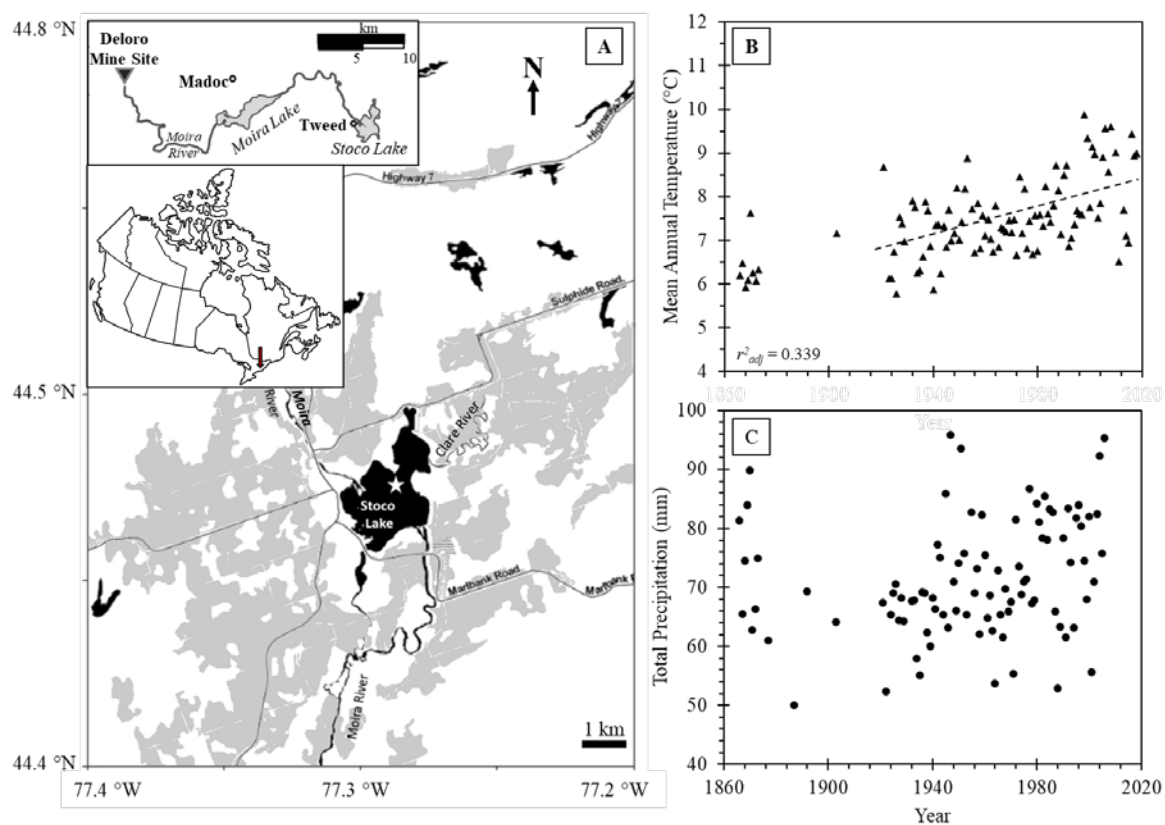 44.8 °N
44.5 °N
44.4 °N
77.4 °W
77.3 °W
77.2 °W
A
Deloro
Mine Site
Madoc
Moira
River
Moira Lake
Tweed
Stoco Lake
km
5
10
N
Highway 7
Highway 7
Sulphide Road
River
Moira
Clare River
Stoco
Lake
Marlbank Road
Moira River
1 km
B
Mean Annual Temperature (°C)
12
11
10
9
8
7
6
5
4
r²adj = 0.339
1860
1900
1940
1980
2020
Year
C
Total Precipitation (mm)
100
90
80
70
60
50
40
1860
1900
1940
1980
2020
Year